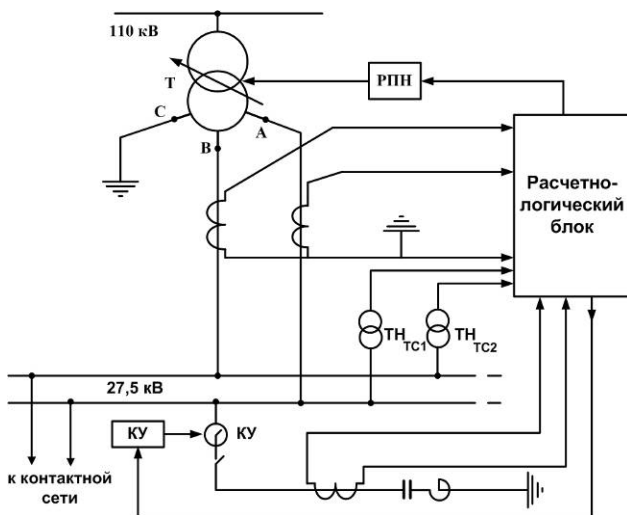 110 кВ
Т
РПН
С
А
В
Расчетно-
логический
блок
ТН ТС1
ТН ТС2
27,5 кВ
КУ
КУ
к контактной
сети